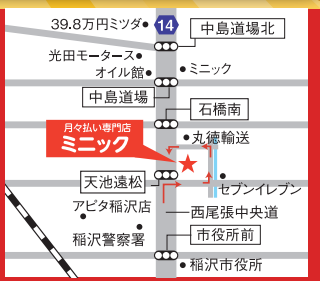 39.8万円ミツダ
14
中島道場北
光田モータース
オイル館
ミニック
中島道場
石橋南
月々払い専門店
ミニック
丸徳輸送
天池遠松
セブンイレブン
アピタ稲沢店
西尾張中央道
稲沢警察署
市役所前
稲沢市役所